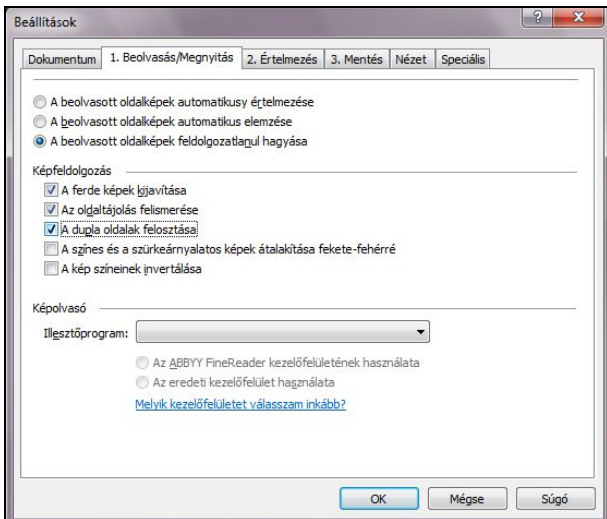 Beállítások
Dokumentum 1. Beolvasás/Megnyitás 2. Értelmezés 3. Mentés Nézet Speciális
A beolvasott oldalképek automatikusy értelmezése
A beolvasott oldalképek automatikus elemzése
A beolvasott oldalképek feldolgozatlanul hagyása
Képfeldolgozás
A ferde képek kijavítása
Az oldaltájolás felismerése
A dupla oldalak felosztása
A színes és a szürkeárnyalatos képek átalakítása fekete-fehérré
A kép színeinek invertálása
Képolvasó
Illesztőprogram:
Az ABBYY FineReader kezelőfelületének használata
Az eredeti kezelőfelület használata
Melyik kezelőfelületet válasszam inkább?
OK Mégse Súgó